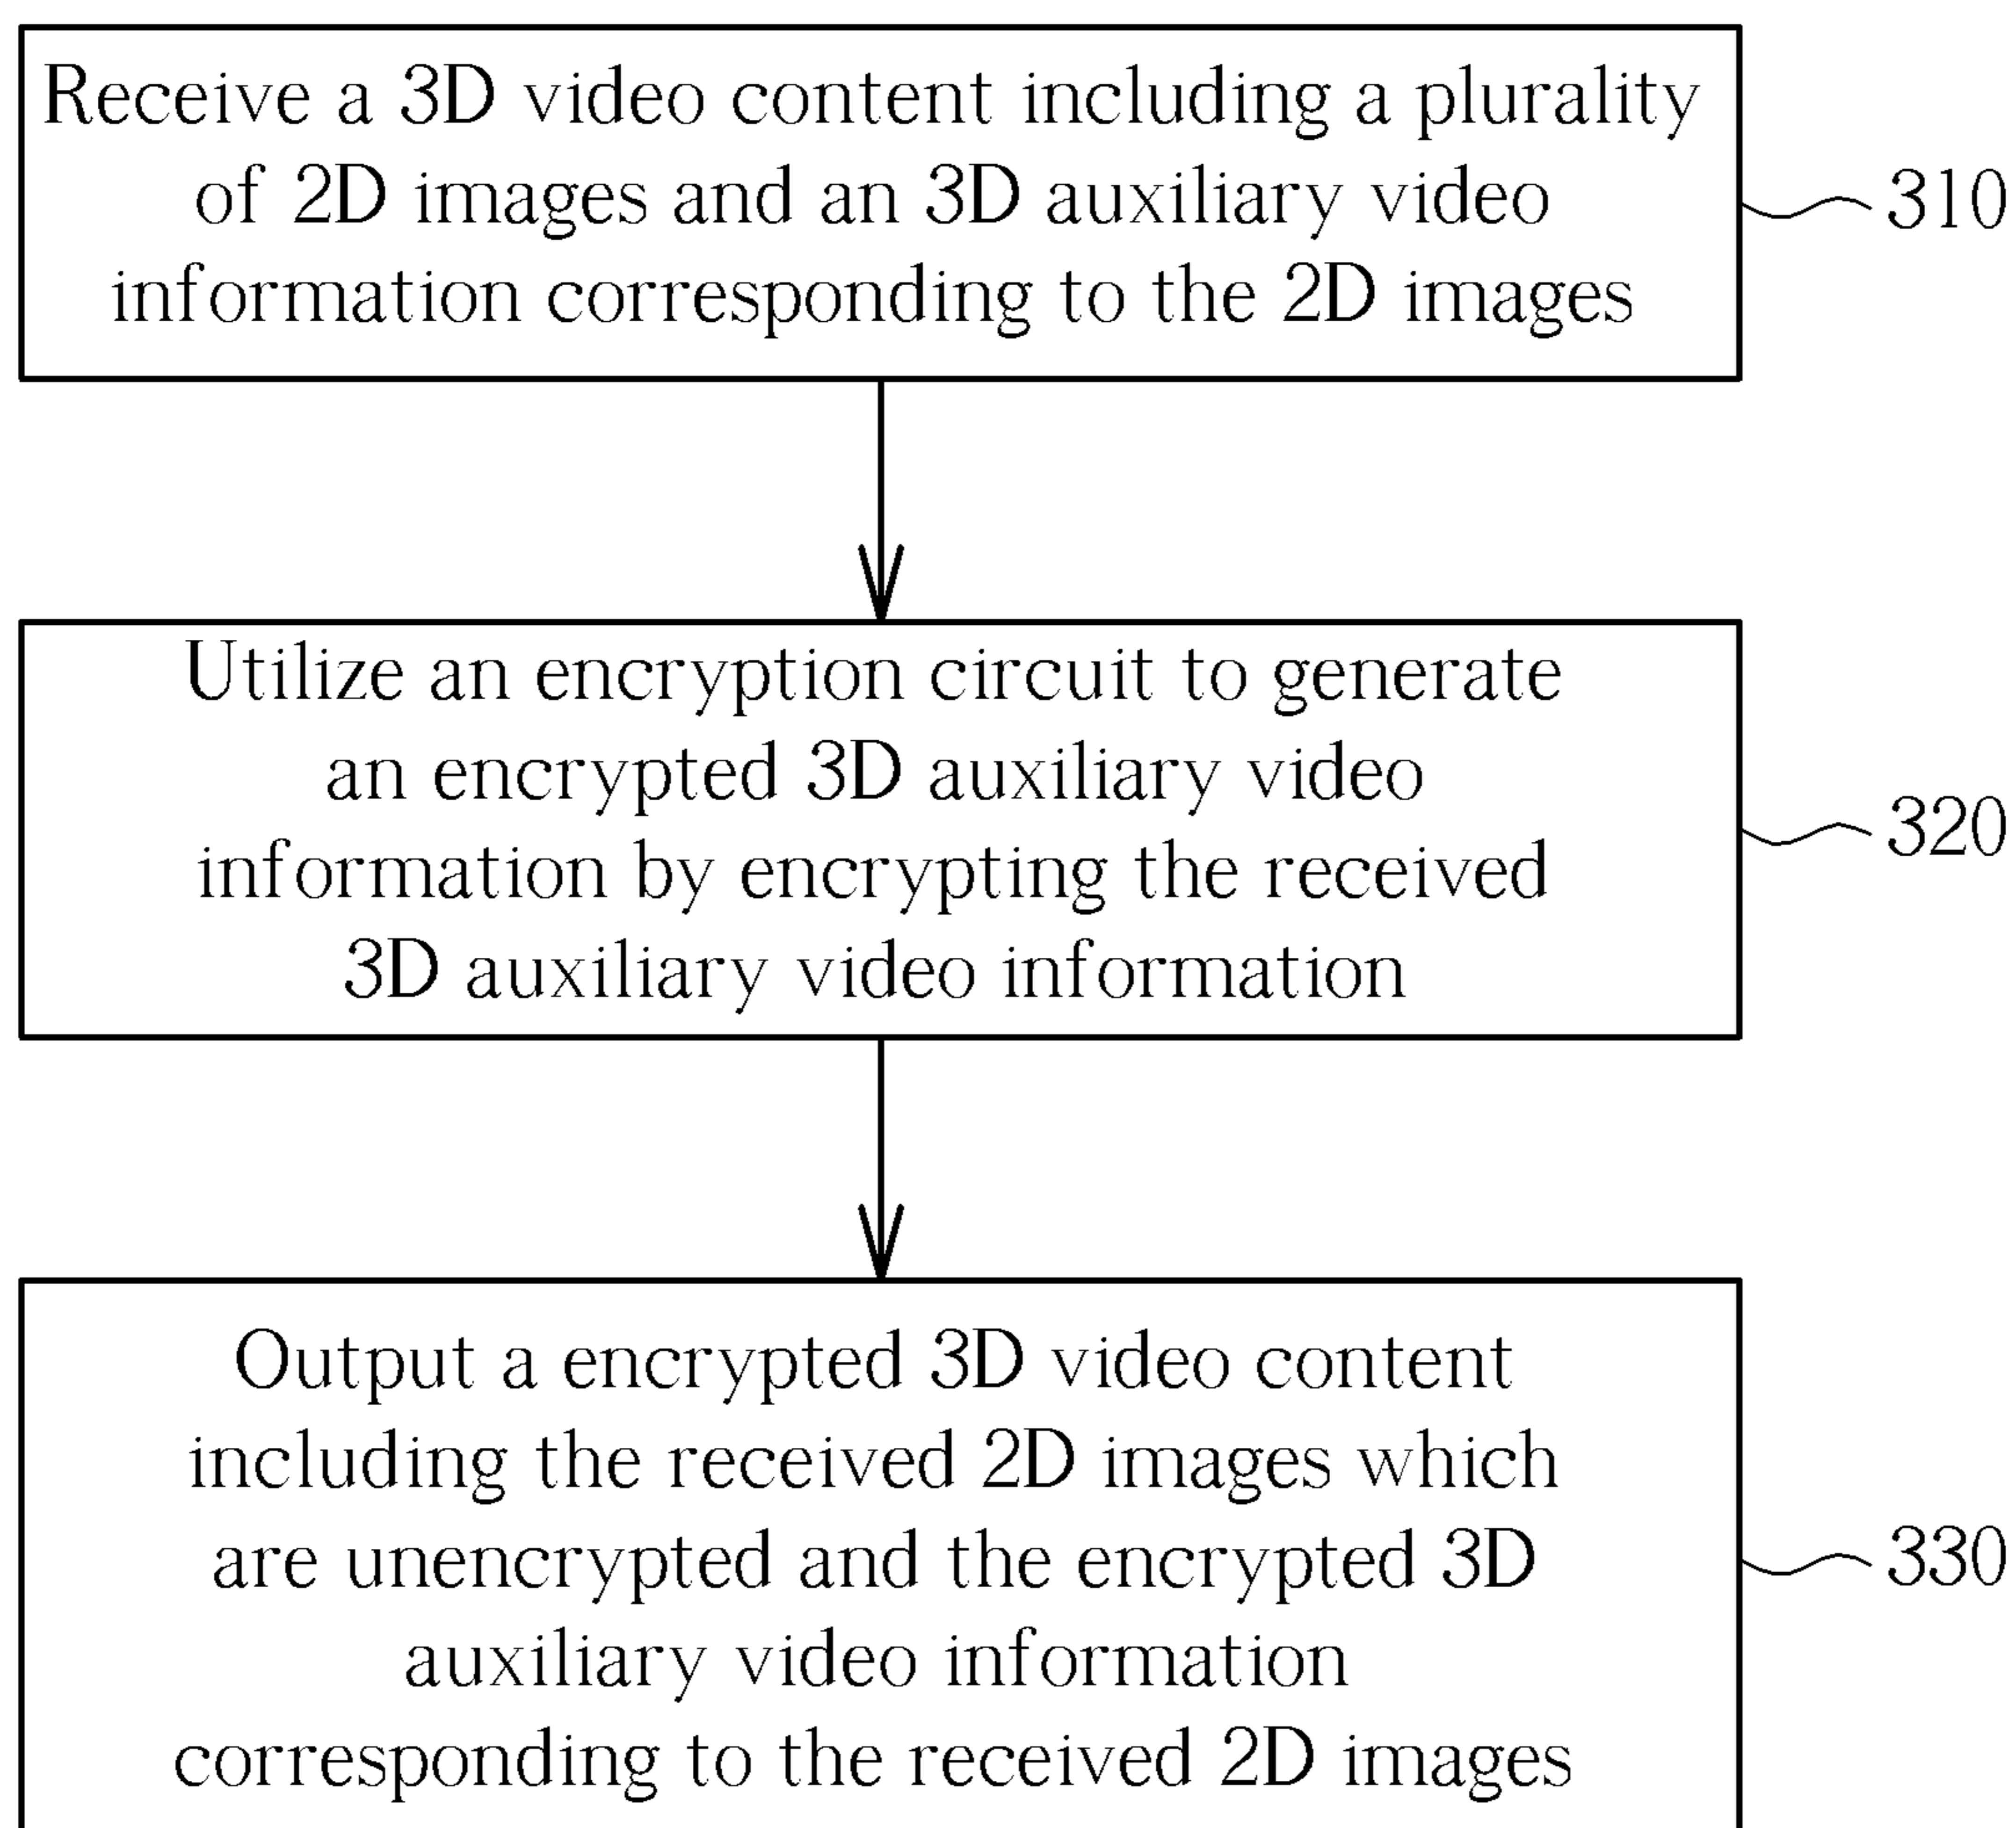 Receive a 3D video content including a plurality
of 2D images and an 3D auxiliary video
information corresponding to the 2D images
310
Utilize an encryption circuit to generate
an encrypted 3D auxiliary video
information by encrypting the received
3D auxiliary video information
320
Output a encrypted 3D video content
including the received 2D images which
are unencrypted and the encrypted 3D
auxiliary video information
corresponding to the received 2D images
330